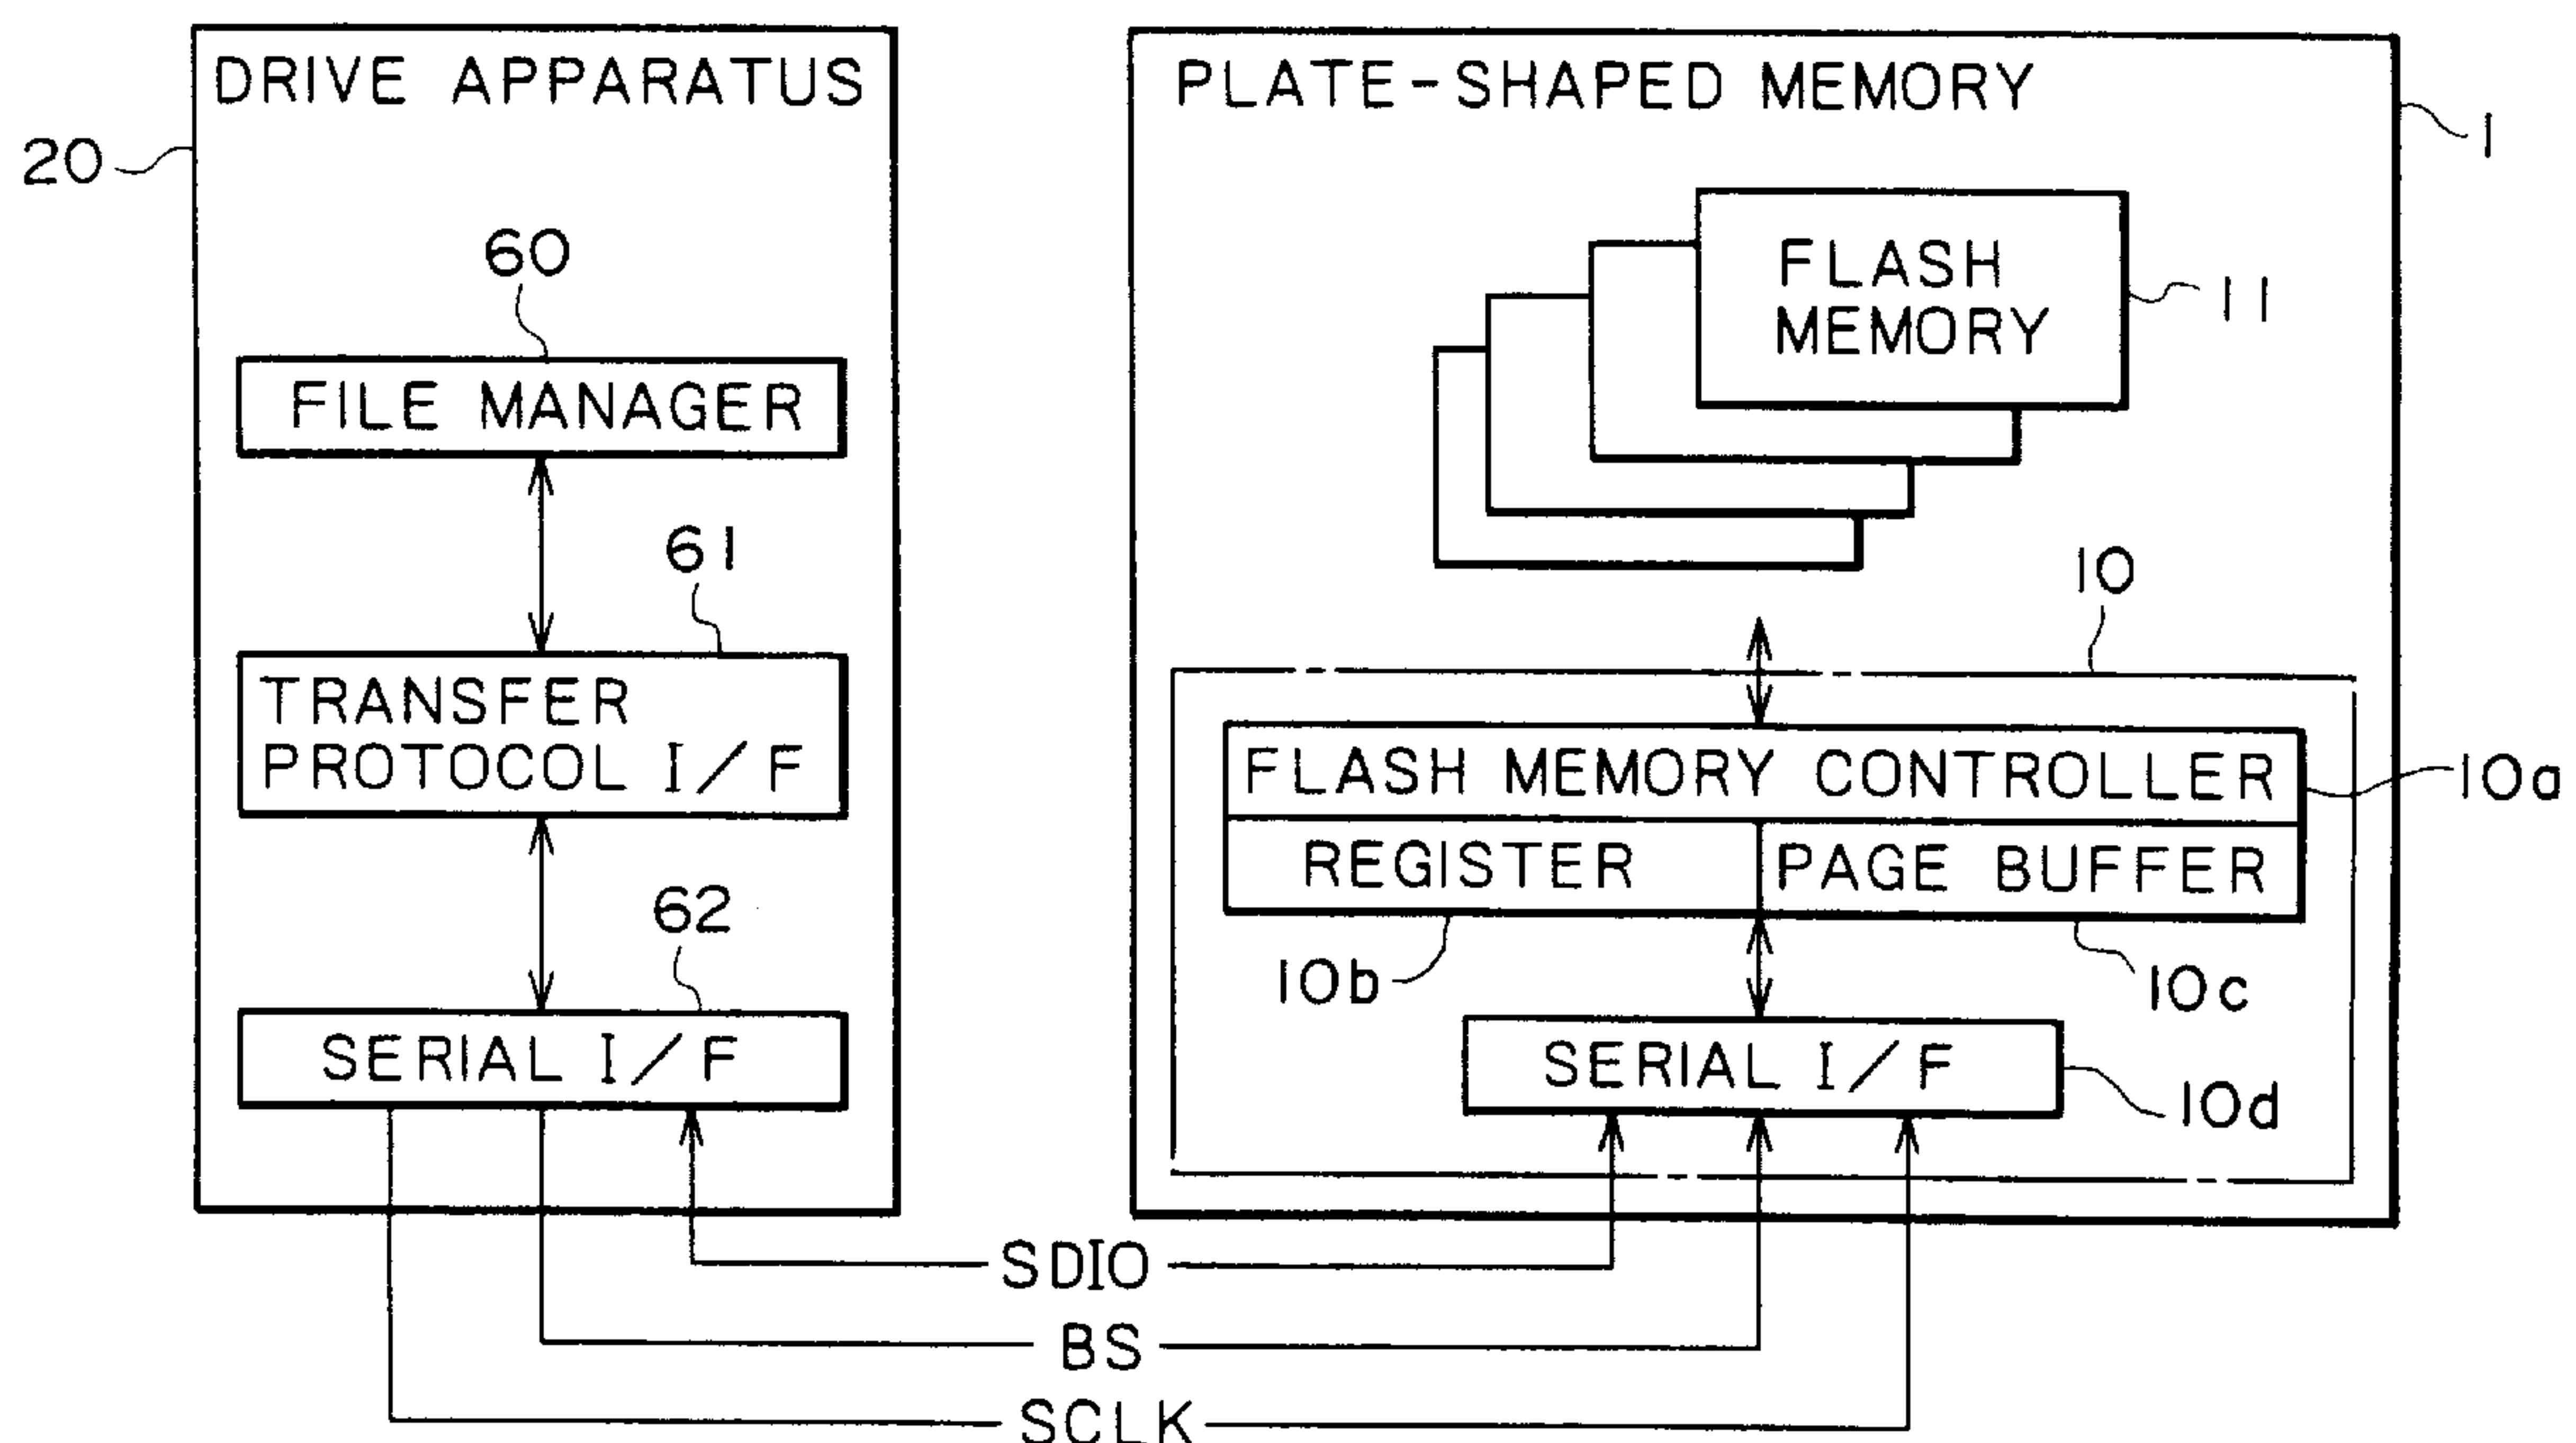 DRIVE APPARATUS
20
60
FILE MANAGER
61
TRANSFER
PROTOCOL I/F
62
SERIAL I/F
PLATE-SHAPED MEMORY
1
FLASH
MEMORY
11
10
FLASH MEMORY CONTROLLER
10a
REGISTER
PAGE BUFFER
10b
10c
SERIAL I/F
10d
SDIO
BS
SCLK